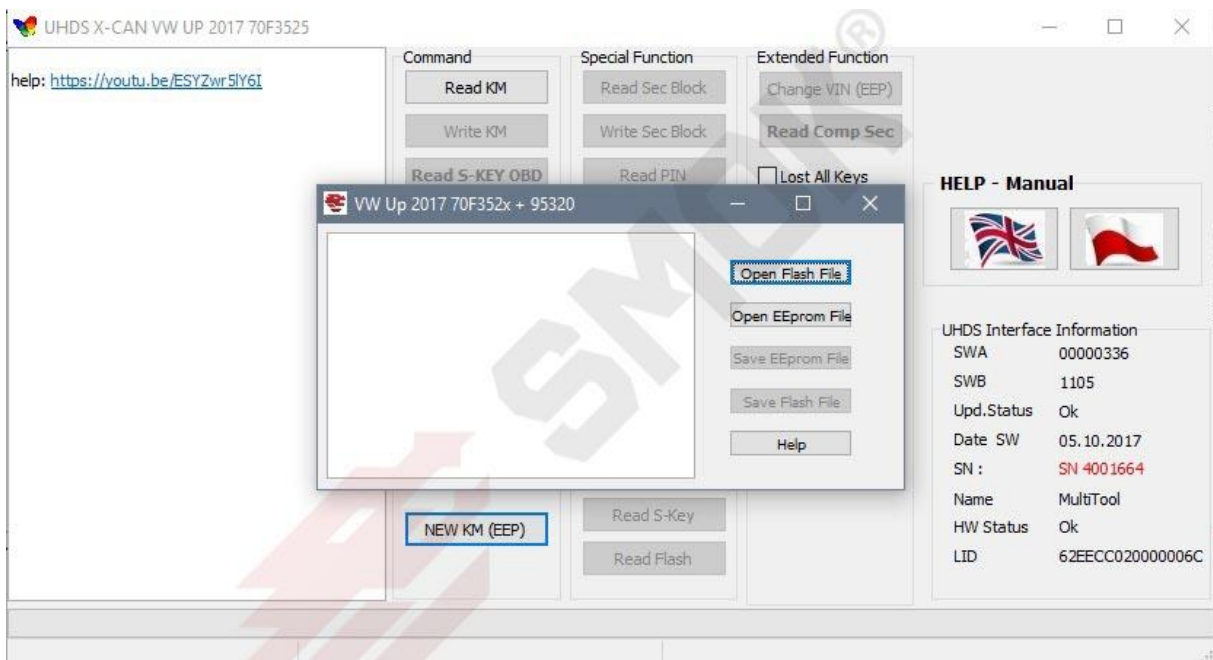 UHDS X-CAN VW UP 2017 70F3525
help: https://youtu.be/ESYZwr5lY6I
Command
Read KM
Write KM
Read S-KEY OBD
NEW KM (EEP)
Special Function
Read Sec Block
Write Sec Block
Read PIN
Read S-Key
Read Flash
Extended Function
Change VIN (EEP)
Read Comp Sec
Lost All Keys
VW Up 2017 70F352x + 95320
Open Flash File
Open EEprom File
Save EEprom File
Save Flash File
Help
HELP - Manual
UHDS Interface Information
SWA 00000336
SWB 1105
Upd.Status Ok
Date SW 05.10.2017
SN : SN 4001664
Name MultiTool
HW Status Ok
LID 62EECC020000006C
SMOK ®